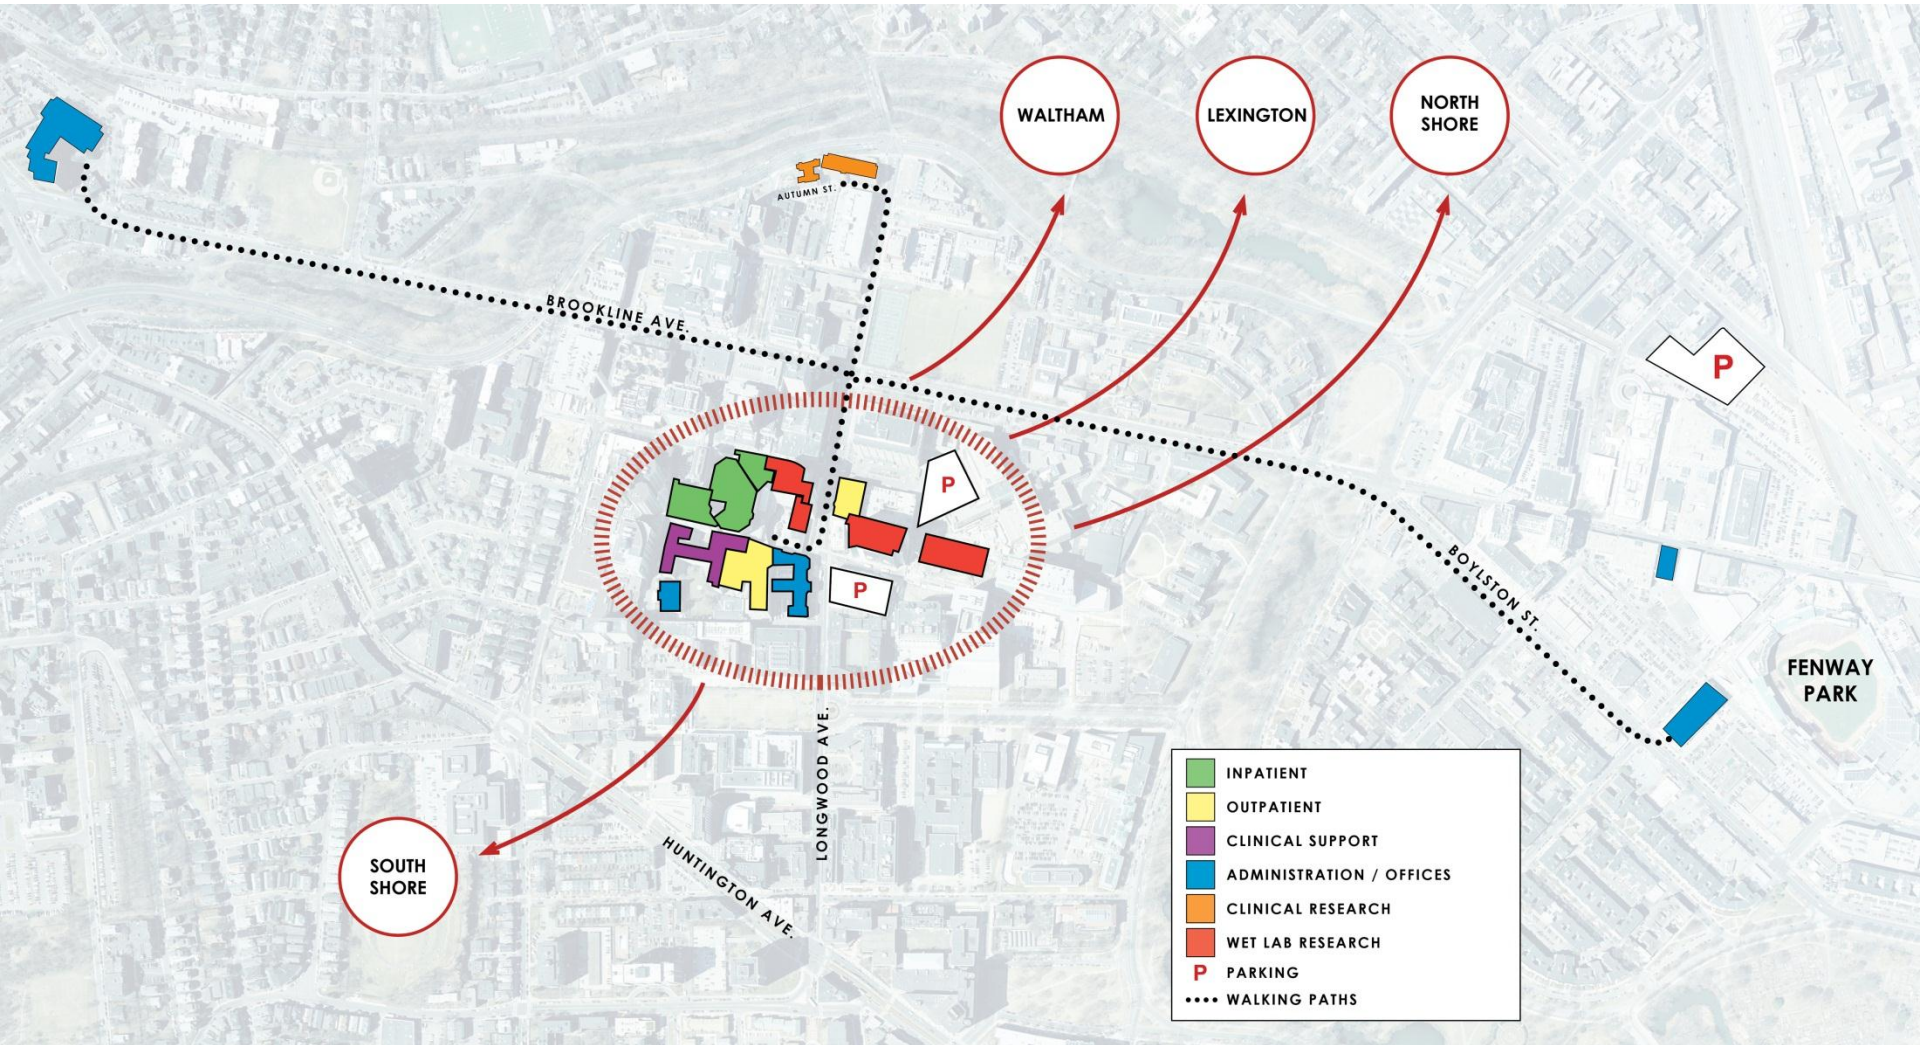 WALTHAM
LEXINGTON
NORTH
SHORE
AUTUMN ST.
BROOKLINE AVE.
P
P
P
BOYLSTON ST.
FENWAY
PARK
LONGWOOD AVE.
HUNTINGTON AVE.
SOUTH
SHORE
INPATIENT
OUTPATIENT
CLINICAL SUPPORT
ADMINISTRATION / OFFICES
CLINICAL RESEARCH
WET LAB RESEARCH
P PARKING
WALKING PATHS